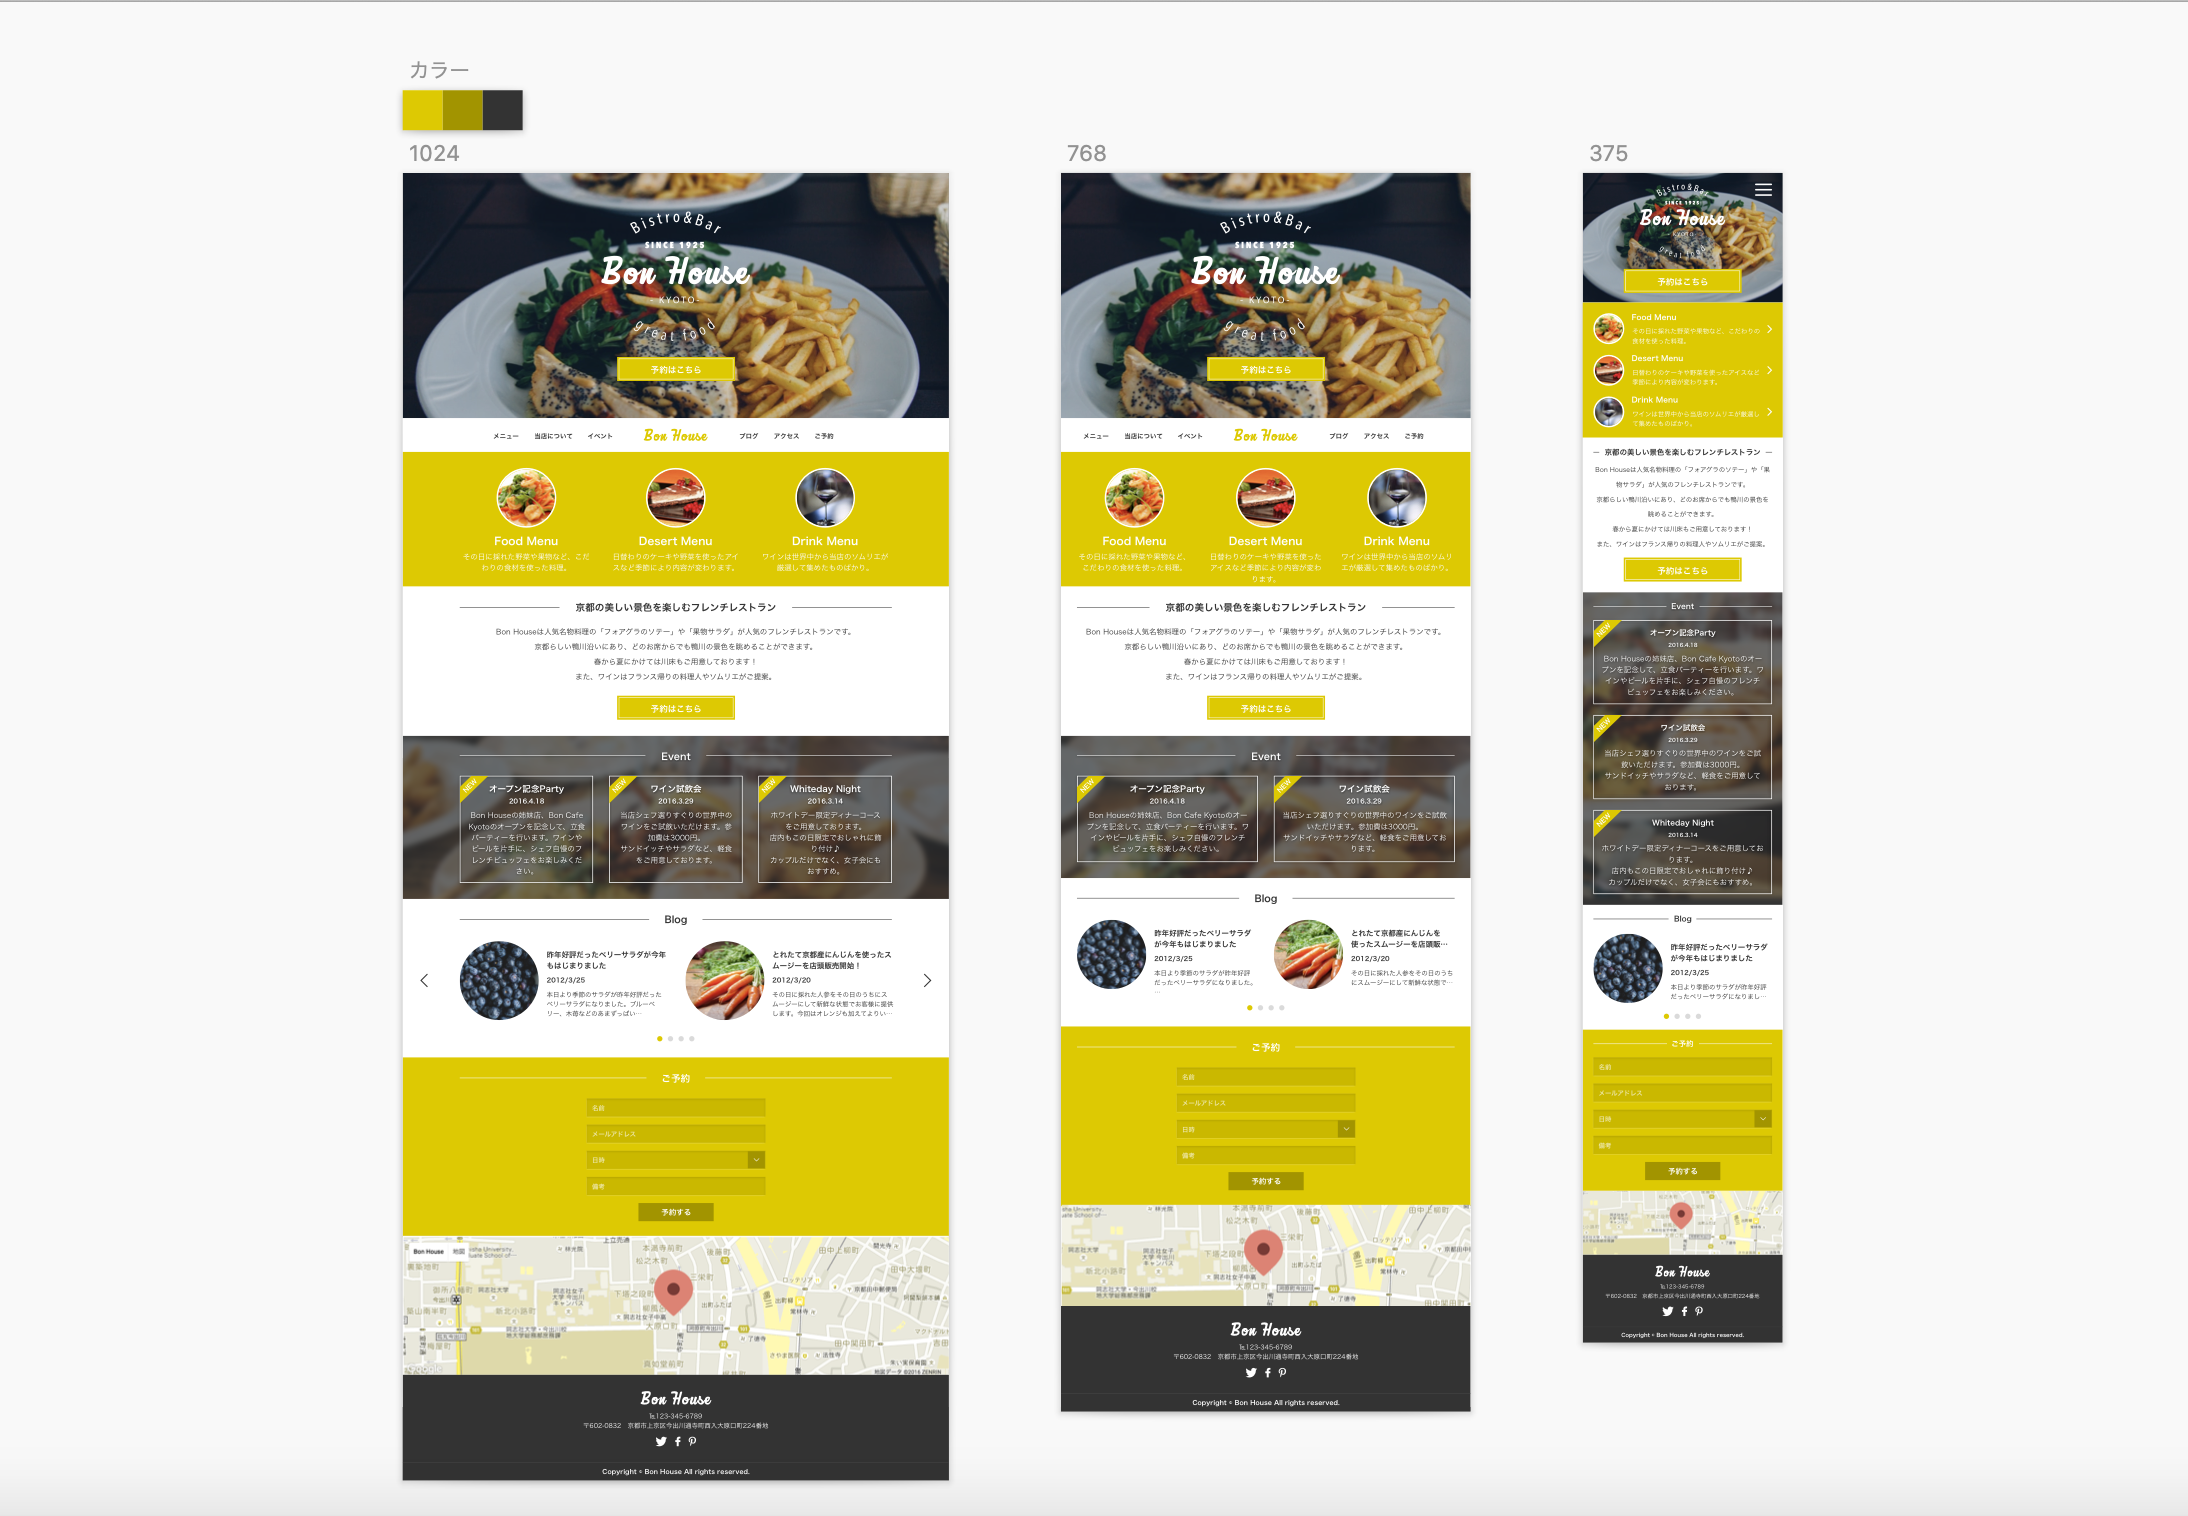 カラー
1024
Bistro&Bar
SINCE 1925
Bon House
- KYOTO-
great food
予約はこちら
メニュー 当店について イベント Bon House ブログ アクセス ご予約
Food Menu
その日に採れた野菜や果物など、こだ
わりの食材を使った料理。
Desert Menu
日替わりのケーキや野菜を使ったアイ
スなど季節により内容が変わります。
Drink Menu
ワインは世界中から当店のソムリエが
厳選して集めたものばかり。
京都の美しい景色を楽しむフレンチレストラン
Bon Houseは人気名物料理の「フォアグラのソテー」や「果物サラダ」が人気のフレンチレストランです。
京都らしい鴨川沿いにあり、どのお席からでも鴨川の景色を眺めることができます。
春から夏にかけては川床もご用意しております！
また、ワインはフランス帰りの料理人やソムリエがご提案。
予約はこちら
Event
NEW
オープン記念Party
2016.4.18
Bon Houseの姉妹店、Bon Cafe
Kyotoのオープンを記念して、立食
パーティーを行います。ワインや
ビールを片手に、シェフ自慢のフ
レンチビュッフェをお楽しみくだ
さい。
NEW
ワイン試飲会
2016.3.29
当店シェフ選りすぐりの世界中の
ワインをご試飲いただけます。参
加費は3000円。
サンドイッチやサラダなど、軽食
をご用意しております。
NEW
Whiteday Night
2016.3.14
ホワイトデー限定ディナーコース
をご用意しております。
店内もこの日限定でおしゃれに飾
り付け♪
カップルだけでなく、女子会にも
おすすめ。
Blog
昨年好評だったベリーサラダが今年
もはじまりました
2012/3/25
本日より季節のサラダが昨年好評だった
ベリーサラダになりました。ブルーベ
リー、木苺などのあまずっぱい…
とれたて京都産にんじんを使ったス
ムージーを店頭販売開始！
2012/3/20
その日に採れた人参をその日のうちにス
ムージーにして新鮮な状態でお客様に提供
します。今回はオレンジも加えてよりい…
ご予約
名前
メールアドレス
日時
備考
予約する
Bon House 地図
Bon House
℡123-345-6789
〒602-0832 京都市上京区今出川通寺町西入大原口町224番地
Copyright © Bon House All rights reserved.
768
Bistro&Bar
SINCE 1925
Bon House
- KYOTO-
great food
予約はこちら
メニュー 当店について イベント Bon House ブログ アクセス ご予約
Food Menu
その日に採れた野菜や果物など、
こだわりの食材を使った料理。
Desert Menu
日替わりのケーキや野菜を使った
アイスなど季節により内容が変わ
ります。
Drink Menu
ワインは世界中から当店のソムリ
エが厳選して集めたものばかり。
京都の美しい景色を楽しむフレンチレストラン
Bon Houseは人気名物料理の「フォアグラのソテー」や「果物サラダ」が人気のフレンチレストランです。
京都らしい鴨川沿いにあり、どのお席からでも鴨川の景色を眺めることができます。
春から夏にかけては川床もご用意しております！
また、ワインはフランス帰りの料理人やソムリエがご提案。
予約はこちら
Event
NEW
オープン記念Party
2016.4.18
Bon Houseの姉妹店、Bon Cafe Kyotoのオー
プンを記念して、立食パーティーを行います。ワ
インやビールを片手に、シェフ自慢のフレンチ
ビュッフェをお楽しみください。
NEW
ワイン試飲会
2016.3.29
当店シェフ選りすぐりの世界中のワインをご試飲
いただけます。参加費は3000円。
サンドイッチやサラダなど、軽食をご用意してお
ります。
Blog
昨年好評だったベリーサラダ
が今年もはじまりました
2012/3/25
本日より季節のサラダが昨年好評
だったベリーサラダになりました。
…
とれたて京都産にんじんを
使ったスムージーを店頭販…
2012/3/20
その日に採れた人参をその日のうち
にスムージーにして新鮮な状態で…
ご予約
名前
メールアドレス
日時
備考
予約する
Bon House
℡123-345-6789
〒602-0832 京都市上京区今出川通寺町西入大原口町224番地
Copyright © Bon House All rights reserved.
375
Bistro&Bar
SINCE 1925
Bon House
- KYOTO-
great food
予約はこちら
Food Menu
その日に採れた野菜や果物など、こだわりの
食材を使った料理。
Desert Menu
日替わりのケーキや野菜を使ったアイスなど
季節により内容が変わります。
Drink Menu
ワインは世界中から当店のソムリエが厳選し
て集めたものばかり。
京都の美しい景色を楽しむフレンチレストラン
Bon Houseは人気名物料理の「フォアグラのソテー」や「果
物サラダ」が人気のフレンチレストランです。
京都らしい鴨川沿いにあり、どのお席からでも鴨川の景色を
眺めることができます。
春から夏にかけては川床もご用意しております！
また、ワインはフランス帰りの料理人やソムリエがご提案。
予約はこちら
Event
NEW
オープン記念Party
2016.4.18
Bon Houseの姉妹店、Bon Cafe Kyotoのオー
プンを記念して、立食パーティーを行います。ワ
インやビールを片手に、シェフ自慢のフレンチ
ビュッフェをお楽しみください。
NEW
ワイン試飲会
2016.3.29
当店シェフ選りすぐりの世界中のワインをご試
飲いただけます。参加費は3000円。
サンドイッチやサラダなど、軽食をご用意して
おります。
NEW
Whiteday Night
2016.3.14
ホワイトデー限定ディナーコースをご用意してお
ります。
店内もこの日限定でおしゃれに飾り付け♪
カップルだけでなく、女子会にもおすすめ。
Blog
昨年好評だったベリーサラダ
が今年もはじまりました
2012/3/25
本日より季節のサラダが昨年好評
だったベリーサラダになりまし…
ご予約
名前
メールアドレス
日時
備考
予約する
Bon House
℡123-345-6789
〒602-0832 京都市上京区今出川通寺町西入大原口町224番地
Copyright © Bon House All rights reserved.